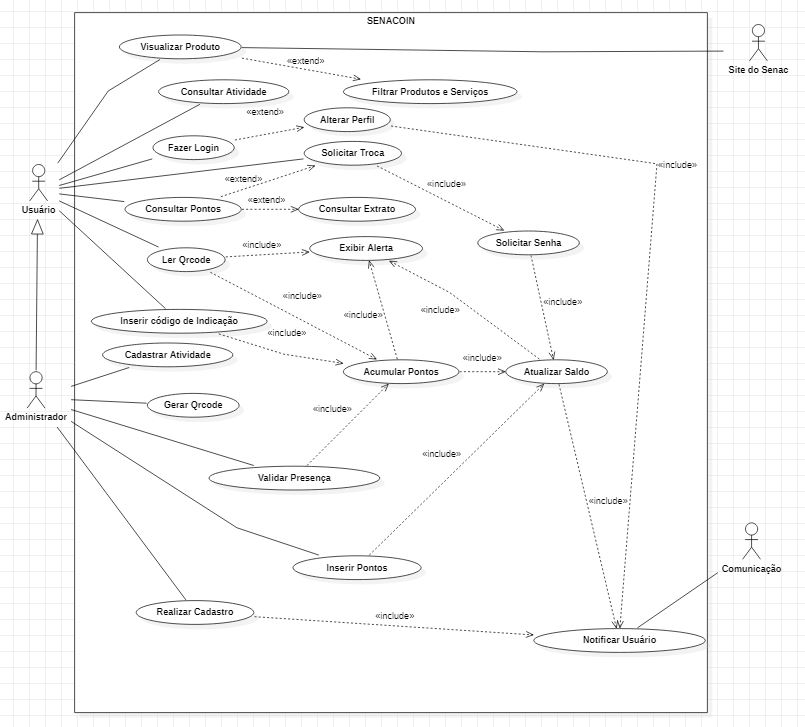 SENACOIN
Visualizar Produto
«extend»
Site do Senac
Consultar Atividade
Filtrar Produtos e Serviços
«extend»
Alterar Perfil
Fazer Login
Solicitar Troca
«include»
«extend»
«include»
Usuário
Consultar Pontos
«extend»
Consultar Extrato
Exibir Alerta
Solicitar Senha
«include»
Ler Qrcode
«include»
«include»
«include»
«include»
Inserir código de Indicação
«include»
Cadastrar Atividade
«include»
Acumular Pontos
Atualizar Saldo
Administrador
Gerar Qrcode
«include»
«include»
Validar Presença
«include»
Inserir Pontos
Comunicação
Realizar Cadastro
«include»
Notificar Usuário